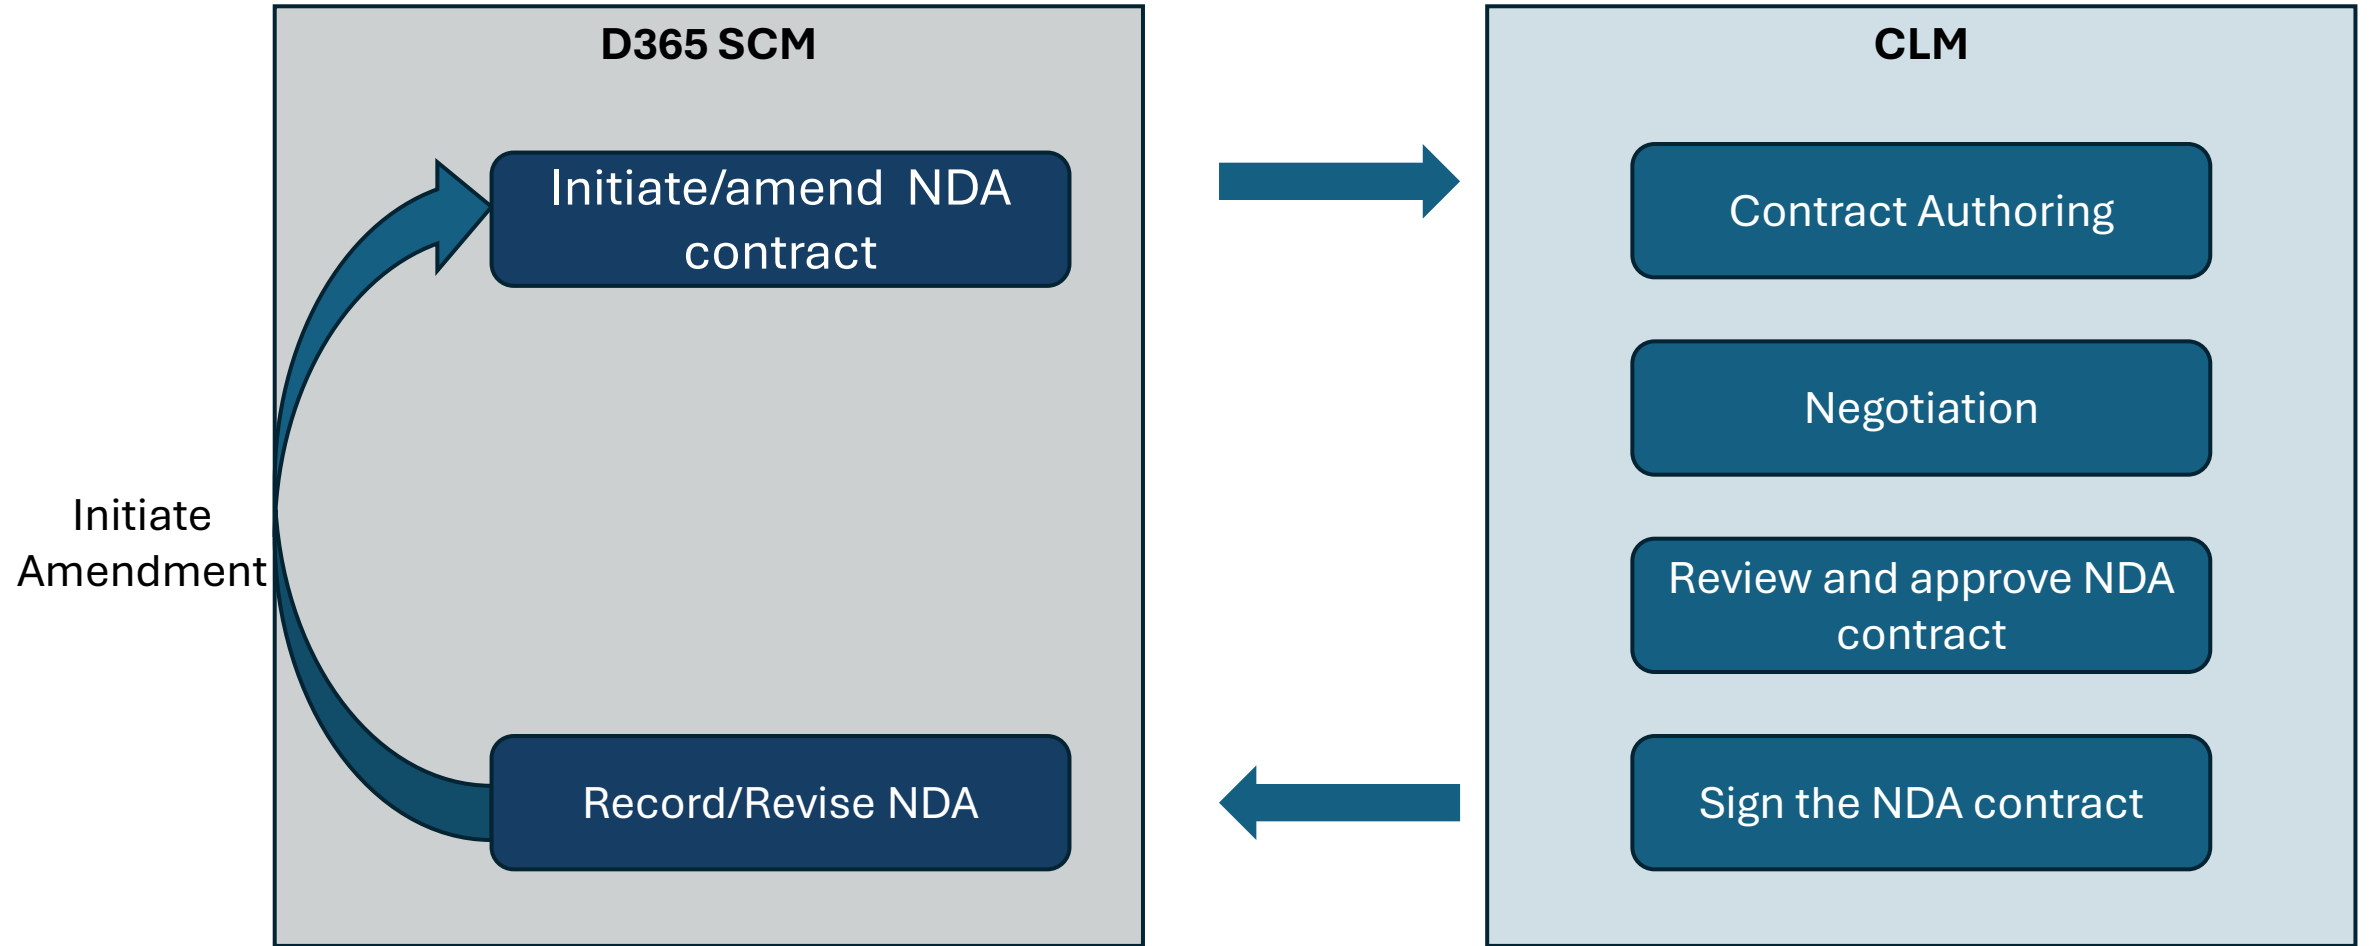 D365 SCM
Initiate/amend  NDA
contract
Initiate
Amendment
Record/Revise NDA
CLM
Contract Authoring
Negotiation
Review and approve NDA
contract
Sign the NDA contract